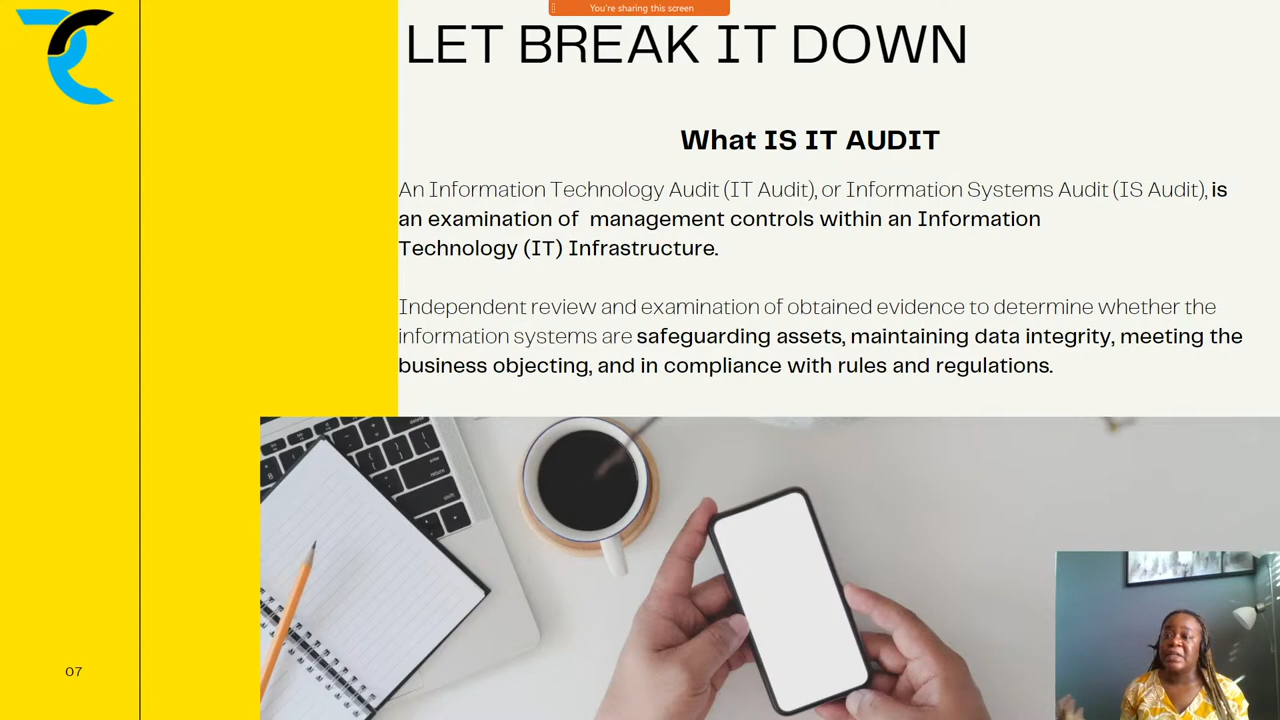 You're sharing this screen
LET BREAK IT DOWN
What IS IT AUDIT
An Information Technology Audit (IT Audit), or Information Systems Audit (IS Audit), is
an examination of management controls within an Information
Technology (IT) Infrastructure.
Independent review and examination of obtained evidence to determine whether the
information systems are safeguarding assets, maintaining data integrity, meeting the
business objecting, and in compliance with rules and regulations.
return
shift
07